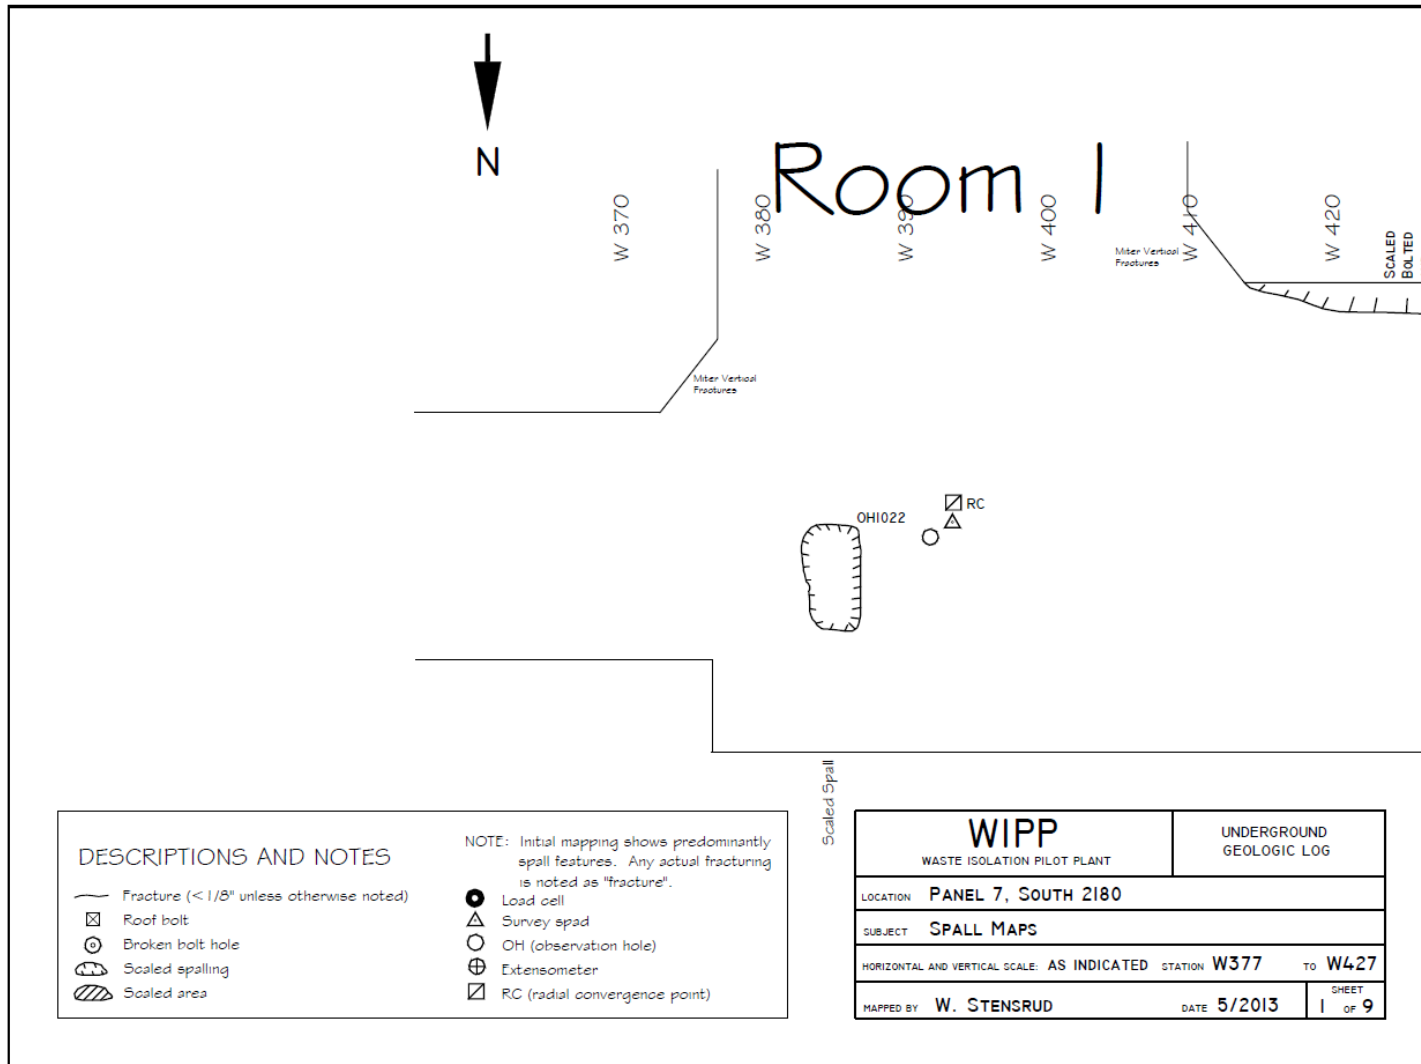 N
Room 1
W 370
W 380
W 390
W 400
W 410
W 420
Miter Vertical
Fractures
SCALED
BOLTED
Miter Vertical
Fractures
RC
OH1022
Scaled Spall
DESCRIPTIONS AND NOTES
Fracture (< 1/8" unless otherwise noted)
Roof bolt
Broken bolt hole
Scaled spalling
Scaled area
NOTE: Initial mapping shows predominantly
spall features. Any actual fracturing
is noted as "fracture".
Load cell
Survey spad
OH (observation hole)
Extensometer
RC (radial convergence point)
WIPP
WASTE ISOLATION PILOT PLANT
UNDERGROUND
GEOLOGIC LOG
LOCATION PANEL 7, SOUTH 2180
SUBJECT SPALL MAPS
HORIZONTAL AND VERTICAL SCALE: AS INDICATED STATION W377 TO W427
MAPPED BY W. STENSRUD DATE 5/2013
SHEET
1 OF 9